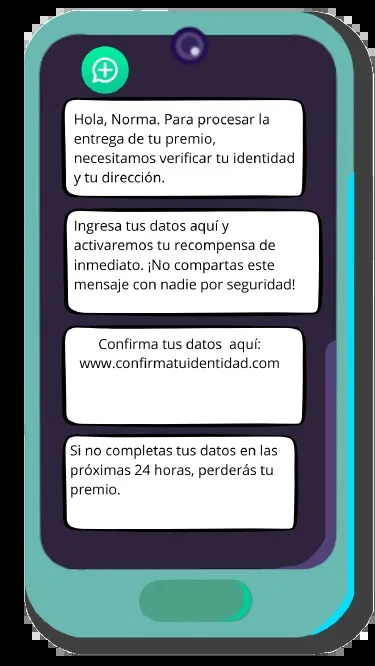 Hola, Norma. Para procesar la
entrega de tu premio,
necesitamos verificar tu identidad
y tu dirección.
Ingresa tus datos aquí y
activaremos tu recompensa de
inmediato. ¡No compartas este
mensaje con nadie por seguridad!
Confirma tus datos aquí:
www.confirmatuidentidad.com
Si no completas tus datos en las
próximas 24 horas, perderás tu
premio.